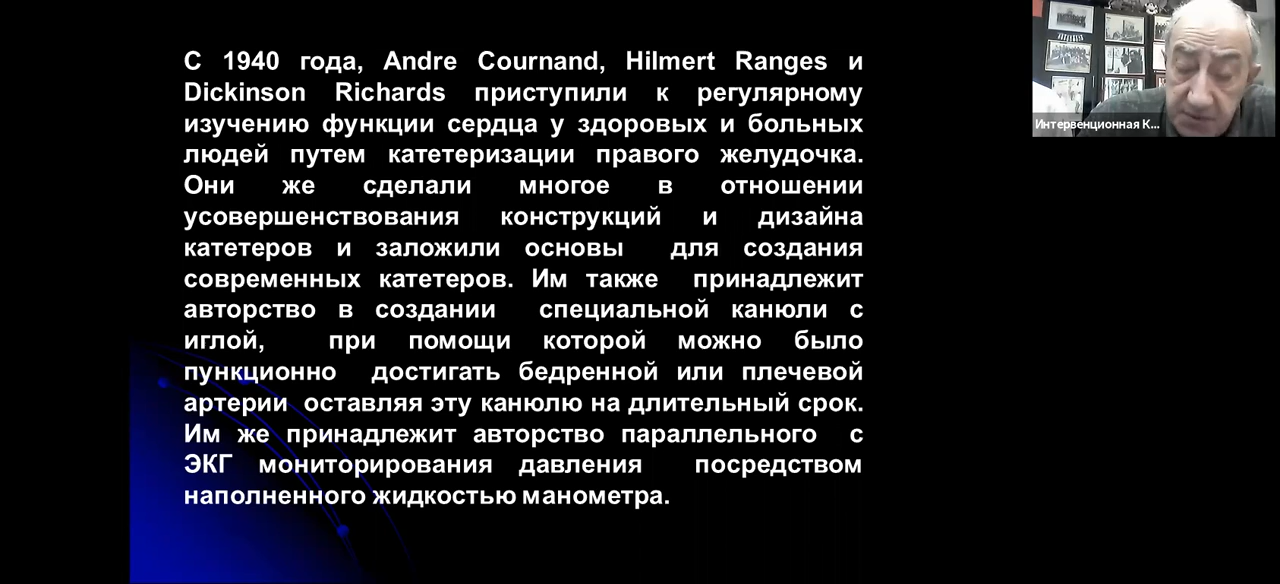 С 1940 года, Andre Cournand, Hilmert Ranges и
Dickinson Richards приступили к регулярному
изучению функции сердца у здоровых и больных
людей путем катетеризации правого желудочка.
Они же сделали многое в отношении
усовершенствования конструкций и дизайна
катетеров и заложили основы для создания
современных катетеров. Им также принадлежит
авторство в создании специальной канюли с
иглой, при помощи которой можно было
пункционно достигать бедренной или плечевой
артерии оставляя эту канюлю на длительный срок.
Им же принадлежит авторство параллельного с
ЭКГ мониторирования давления посредством
наполненного жидкостью манометра.
Интервенционная К...